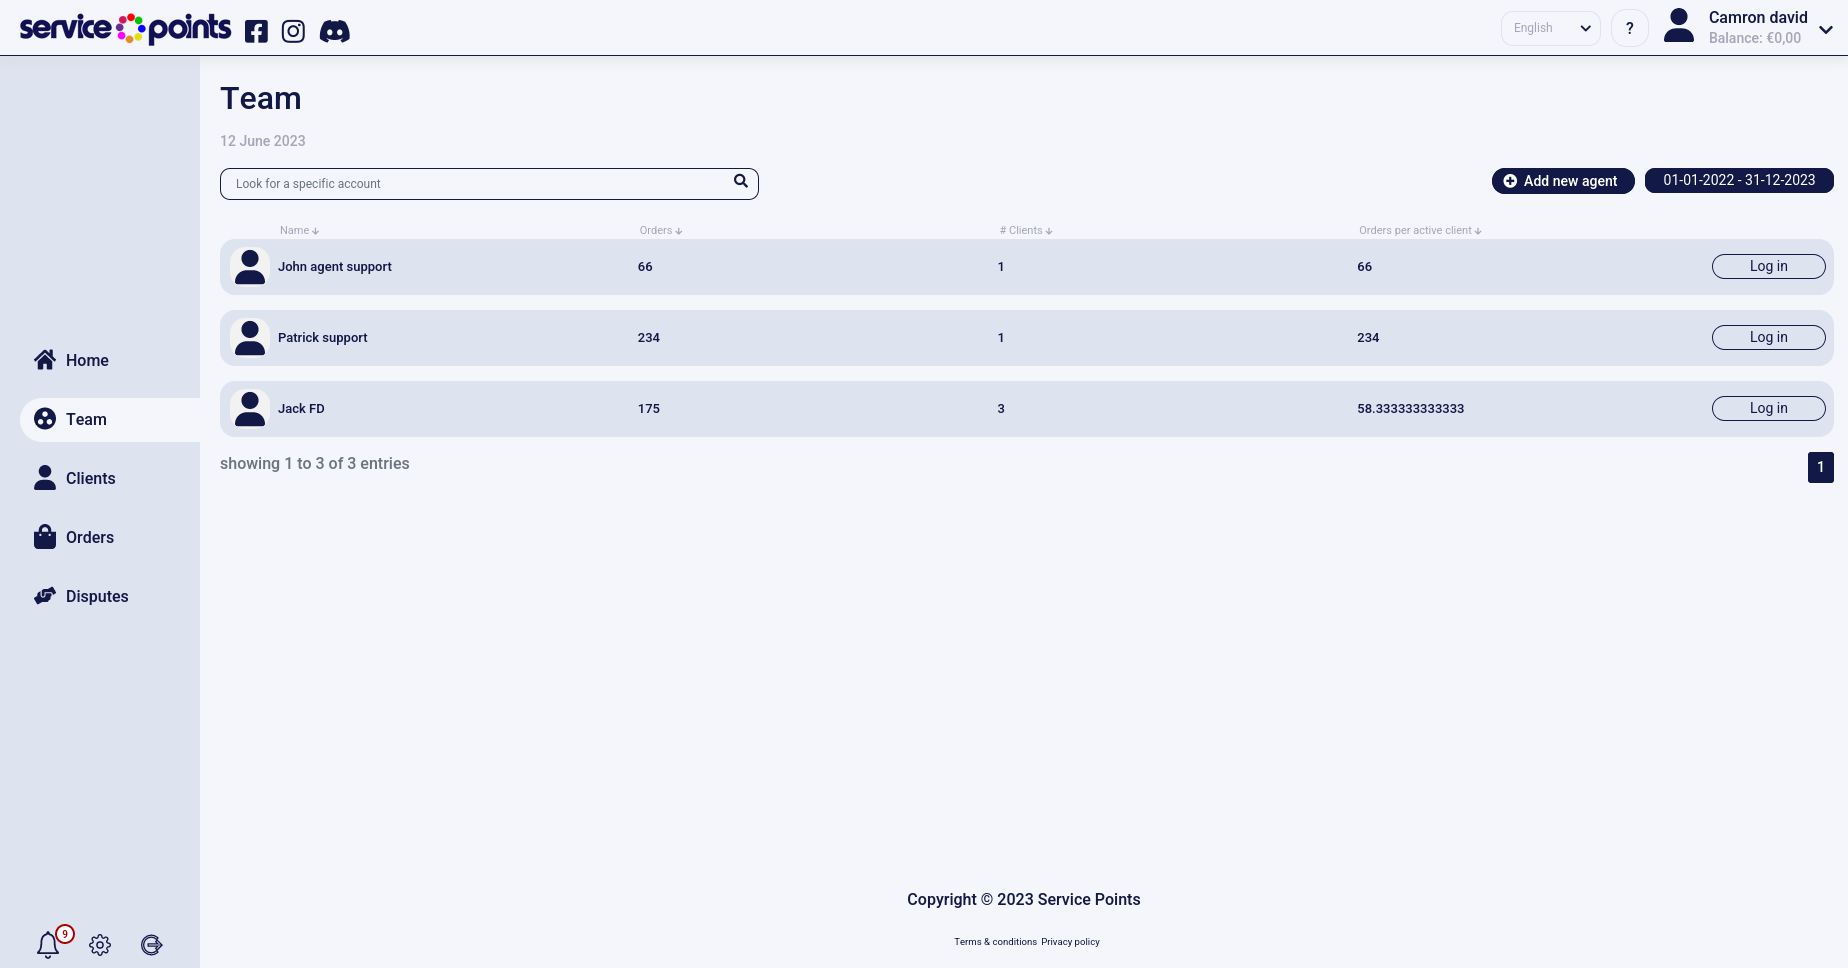 service points
English
?
Camron david
Balance: €0,00
Team
12 June 2023
Look for a specific account
Add new agent
01-01-2022 - 31-12-2023
Name Orders # Clients Orders per active client
John agent support 66 1 66 Log in
Patrick support 234 1 234 Log in
Jack FD 175 3 58.333333333333 Log in
showing 1 to 3 of 3 entries
1
Home
Team
Clients
Orders
Disputes
9
Copyright © 2023 Service Points
Terms & conditions Privacy policy